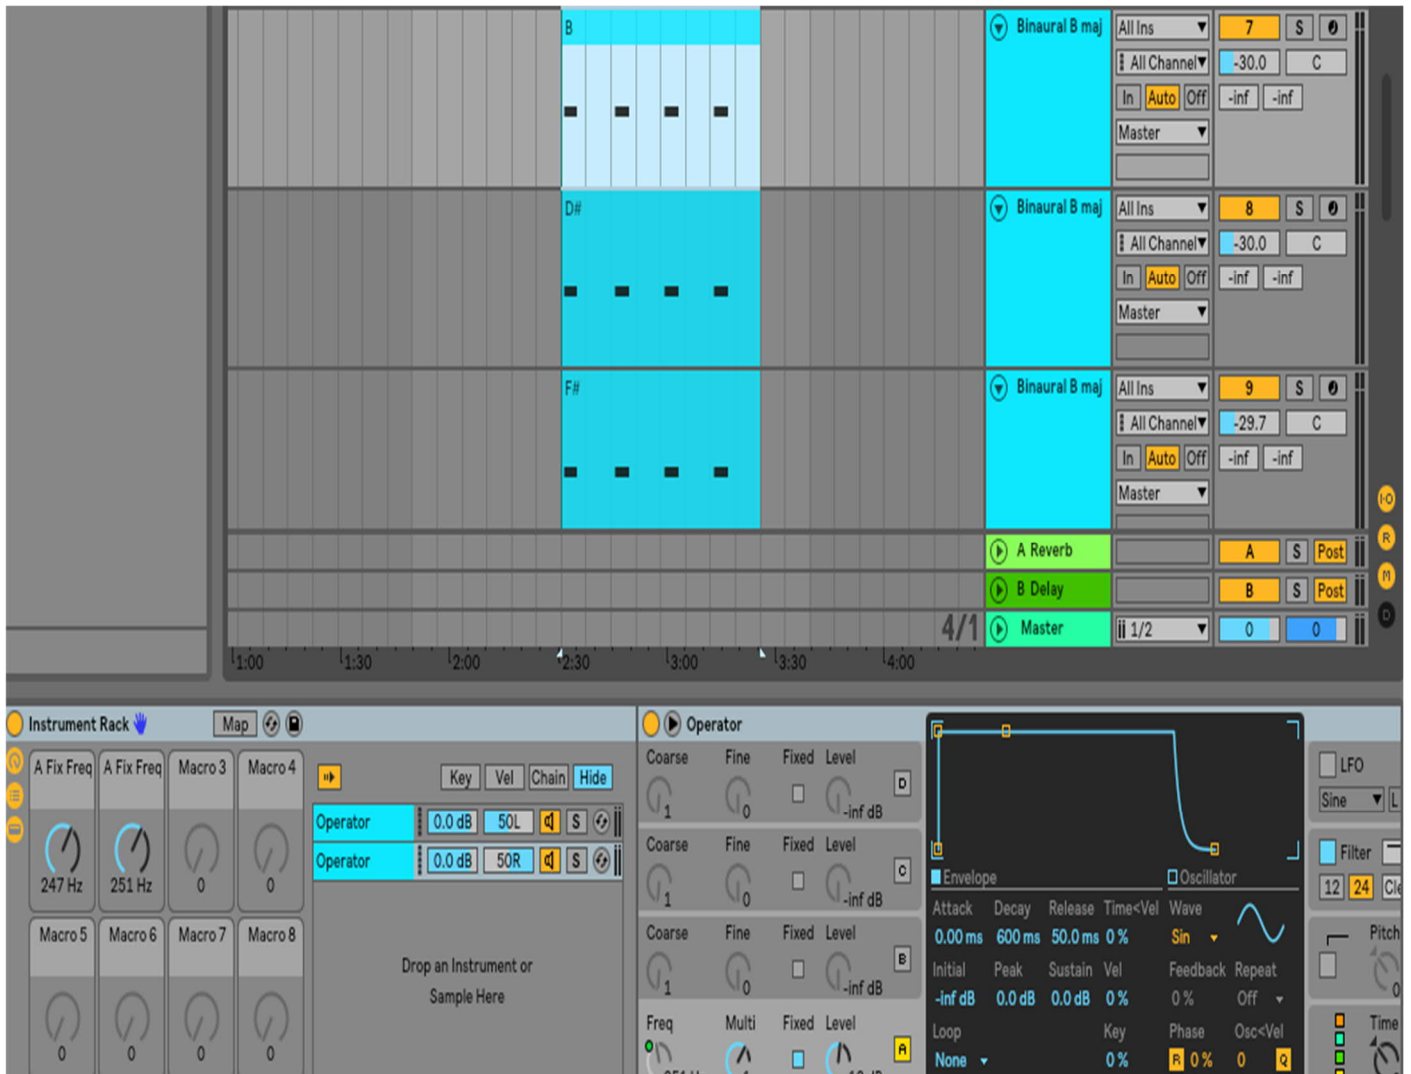 B
Binaural B maj
All Ins
7
S
All Channel
-30.0
C
In Auto Off
-inf -inf
Master
D#
Binaural B maj
All Ins
8
S
All Channel
-30.0
C
In Auto Off
-inf -inf
Master
F#
Binaural B maj
All Ins
9
S
All Channel
-29.7
C
In Auto Off
-inf -inf
Master
I-O
R
M
D
A Reverb
A S Post
B Delay
B S Post
4/1
Master
1/2
0 0
1:00 1:30 2:00 2:30 3:00 3:30 4:00
Instrument Rack
Map
A Fix Freq A Fix Freq Macro 3 Macro 4
247 Hz 251 Hz 0 0
Macro 5 Macro 6 Macro 7 Macro 8
0 0 0 0
Key Vel Chain Hide
Operator 0.0 dB 50L S
Operator 0.0 dB 50R S
Drop an Instrument or
Sample Here
Operator
Coarse Fine Fixed Level
1 0 -inf dB D
Coarse Fine Fixed Level
1 0 -inf dB C
Coarse Fine Fixed Level
1 0 -inf dB B
Freq Multi Fixed Level
A
Envelope
Oscillator
Attack Decay Release Time<Vel Wave
0.00 ms 600 ms 50.0 ms 0 % Sin
Initial Peak Sustain Vel Feedback Repeat
-inf dB 0.0 dB 0.0 dB 0 % 0 % Off
Loop Key Phase Osc<Vel
None 0 % R 0 % 0 Q
LFO
Sine L
Filter
12 24 Cle
Pitch
0
Time